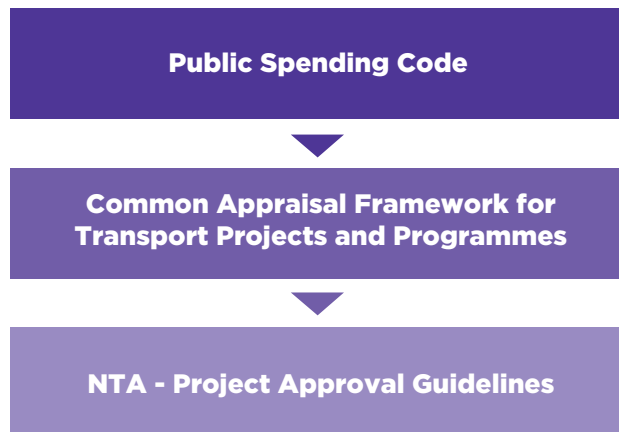 Public Spending Code
Common Appraisal Framework for
Transport Projects and Programmes
NTA - Project Approval Guidelines